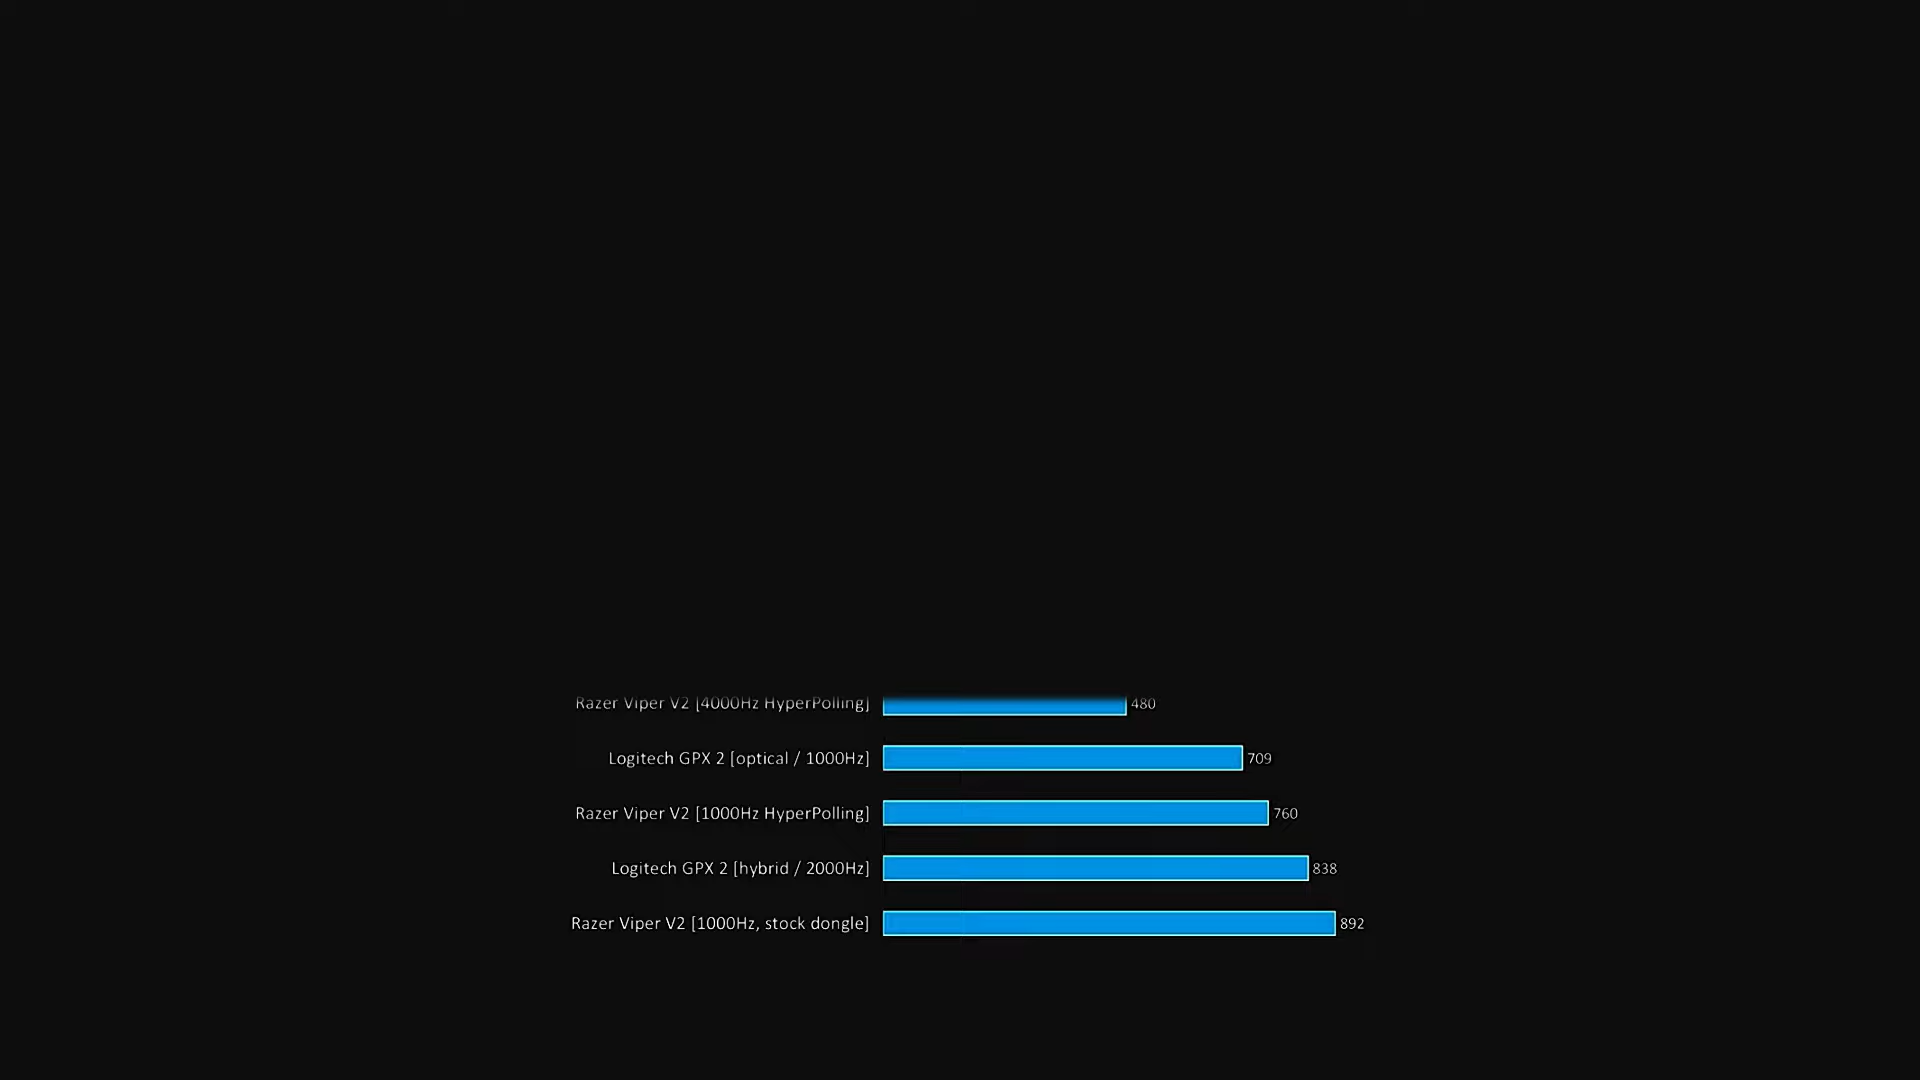 Razer Viper V2 [4000Hz HyperPolling] 480
Logitech GPX 2 [optical / 1000Hz] 709
Razer Viper V2 [1000Hz HyperPolling] 760
Logitech GPX 2 [hybrid / 2000Hz] 838
Razer Viper V2 [1000Hz, stock dongle] 892